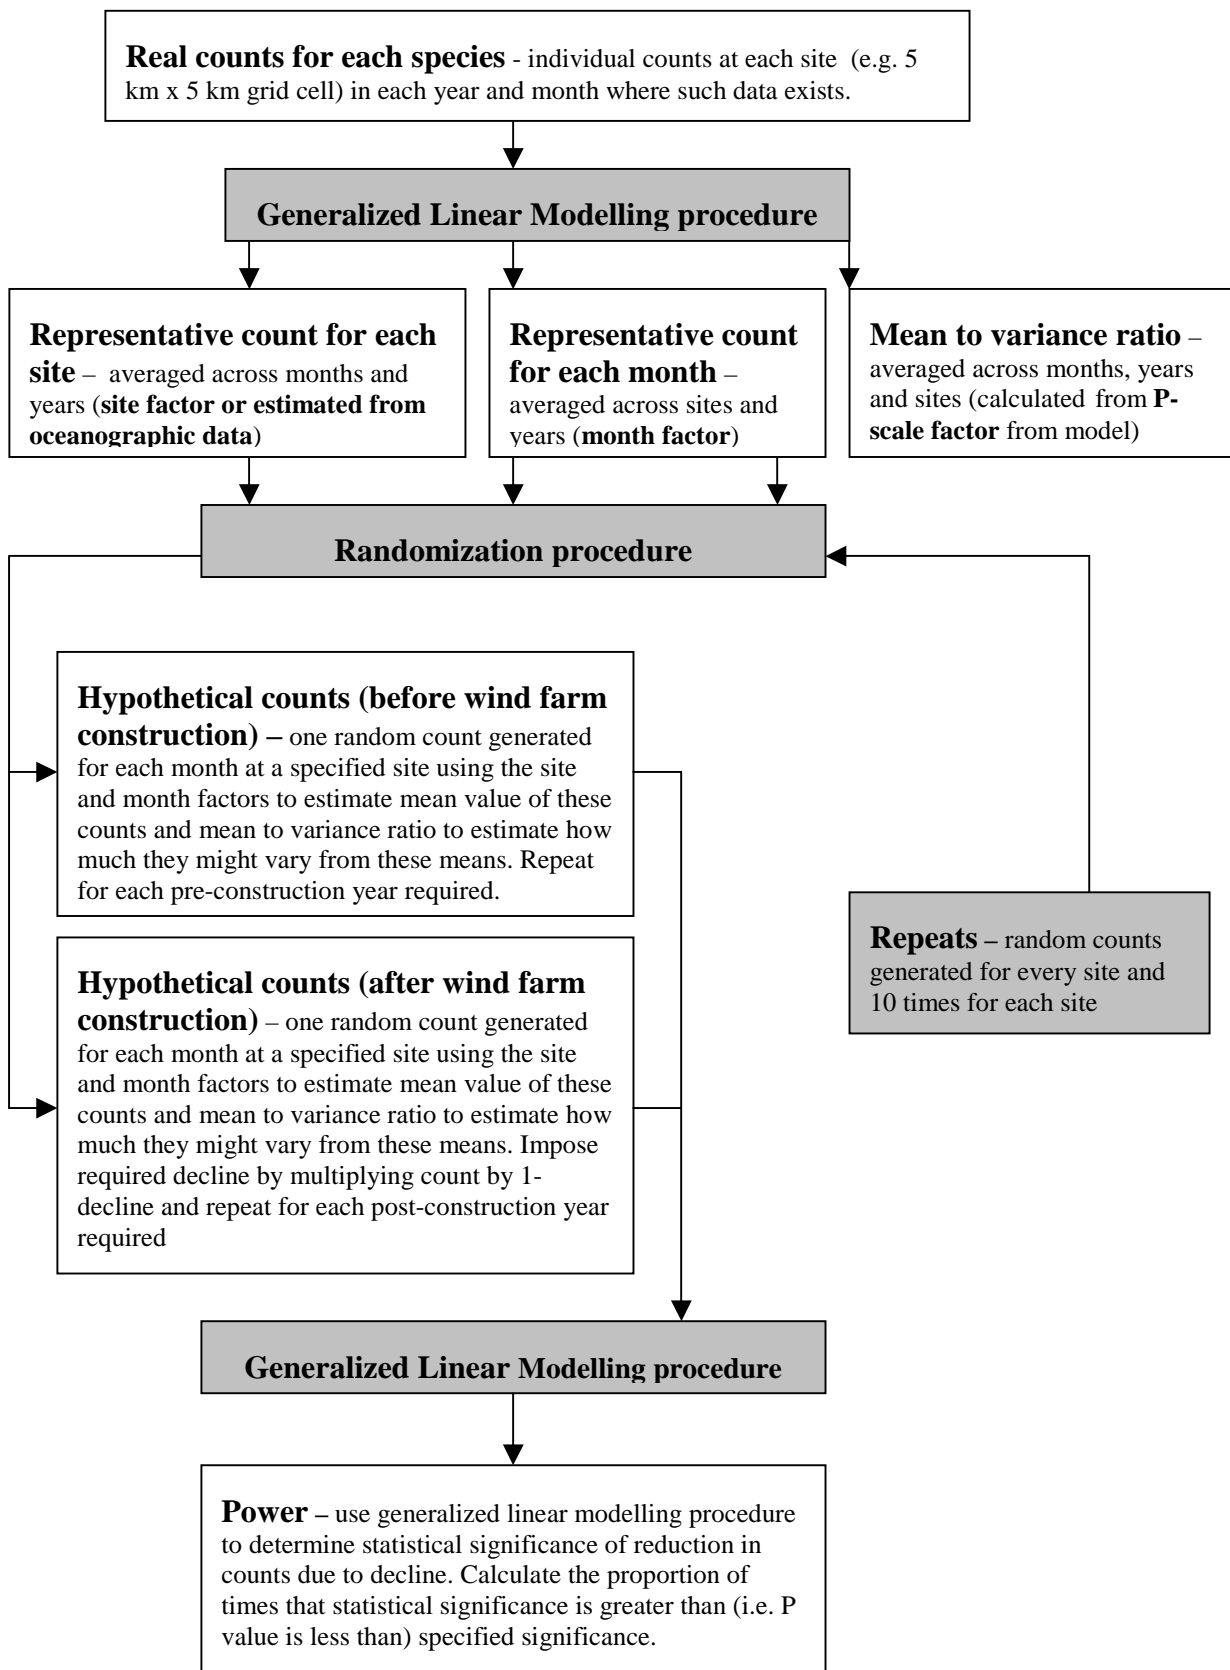 Real counts for each species - individual counts at each site (e.g. 5
km x 5 km grid cell) in each year and month where such data exists.
Generalized Linear Modelling procedure
Representative count for each
site – averaged across months and
years (site factor or estimated from
oceanographic data)
Representative count
for each month –
averaged across sites and
years (month factor)
Mean to variance ratio –
averaged across months, years
and sites (calculated from P-
scale factor from model)
Randomization procedure
Hypothetical counts (before wind farm
construction) – one random count generated
for each month at a specified site using the site
and month factors to estimate mean value of these
counts and mean to variance ratio to estimate how
much they might vary from these means. Repeat
for each pre-construction year required.
Repeats – random counts
generated for every site and
10 times for each site
Hypothetical counts (after wind farm
construction) – one random count generated
for each month at a specified site using the site
and month factors to estimate mean value of these
counts and mean to variance ratio to estimate how
much they might vary from these means. Impose
required decline by multiplying count by 1-
decline and repeat for each post-construction year
required
Generalized Linear Modelling procedure
Power – use generalized linear modelling procedure
to determine statistical significance of reduction in
counts due to decline. Calculate the proportion of
times that statistical significance is greater than (i.e. P
value is less than) specified significance.